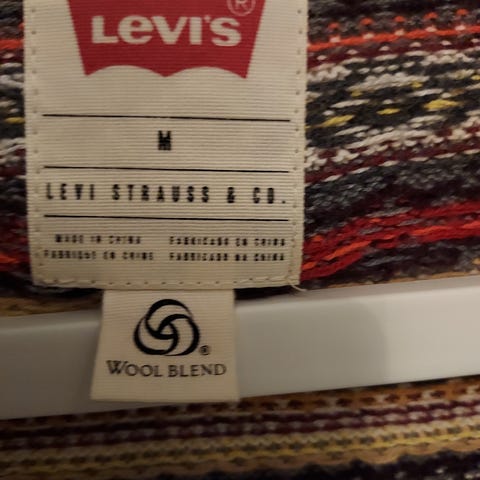 LEVI'S®
M
LEVI STRAUSS & CO.
MADE IN CHINA FABRICADO EN CHINA
FABRIQUÉ EN CHINE FABRICADO NA CHINA
®
WOOL BLEND